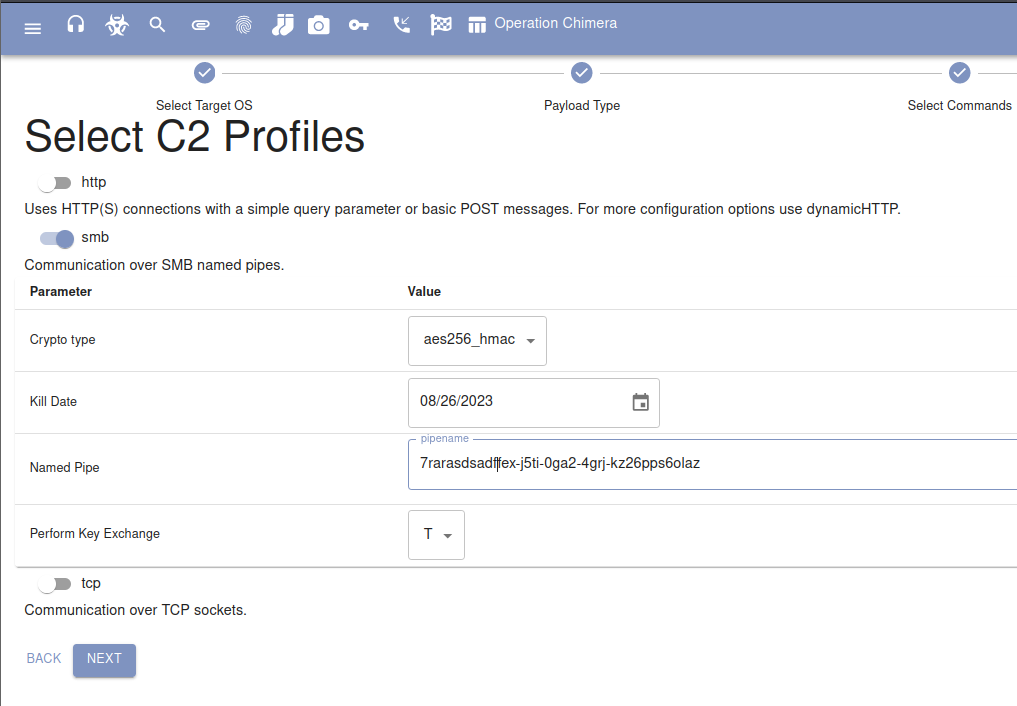 Operation Chimera
Select Target OS
Payload Type
Select Commands
Select C2 Profiles
http
Uses HTTP(S) connections with a simple query parameter or basic POST messages. For more configuration options use dynamicHTTP.
smb
Communication over SMB named pipes.
Parameter Value
Crypto type aes256_hmac
Kill Date 08/26/2023
pipename
Named Pipe 7rarasdsadffex-j5ti-0ga2-4grj-kz26pps6olaz
Perform Key Exchange T
tcp
Communication over TCP sockets.
BACK NEXT